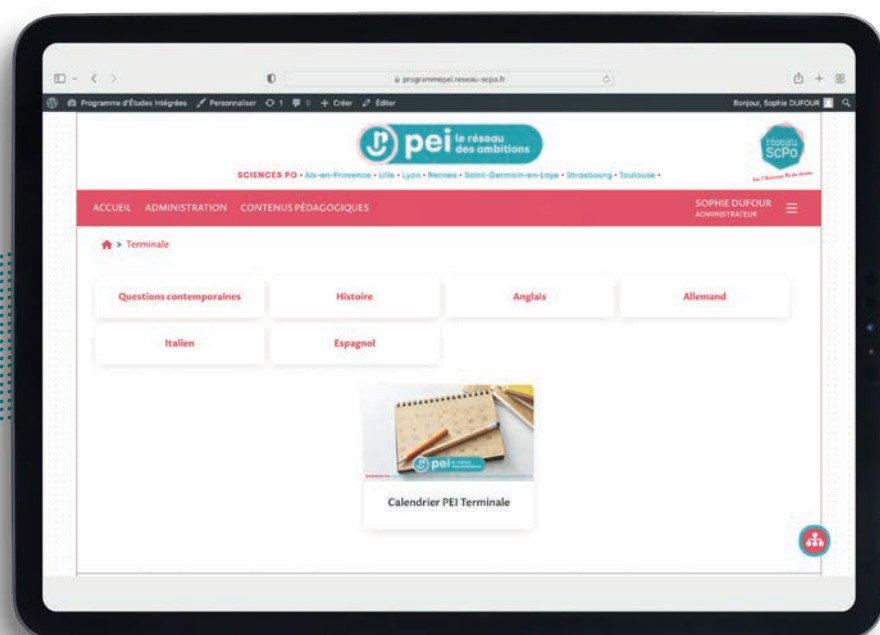 programmepei.reseau-scpo.fr
Programme d'Études Intégrées Personnaliser 1 0 + Créer Éditer Bonjour, Sophie DUFOUR
pei le réseau des ambitions
réseau ScPo
SCIENCES PO • Aix-en-Provence • Lille • Lyon • Rennes • Saint-Germain-en-Laye • Strasbourg • Toulouse •
ACCUEIL ADMINISTRATION CONTENUS PÉDAGOGIQUES SOPHIE DUFOUR
ADMINISTRATEUR
> Terminale
Questions contemporaines Histoire Anglais Allemand
Italien Espagnol
pei
Calendrier PEI Terminale